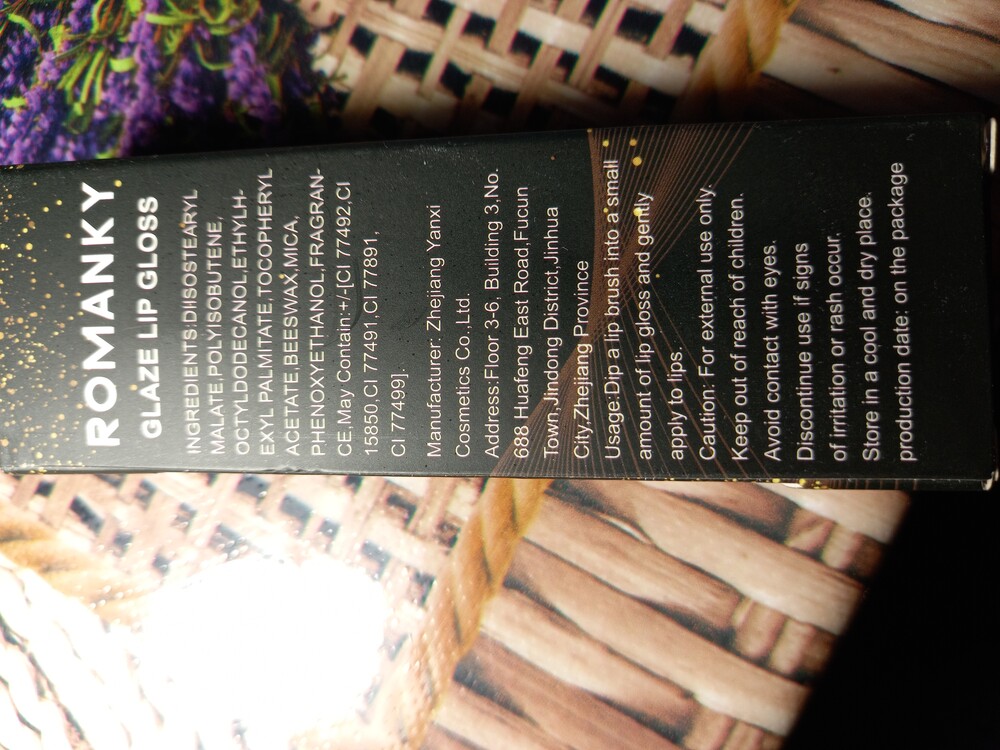 ROMANKY
GLAZE LIP GLOSS
INGREDIENTS:DIISOSTEARYL
MALATE,POLYISOBUTENE,
OCTYLDODECANOL,ETHYLH-
EXYL PALMITATE,TOCOPHERYL
ACETATE,BEESWAX,MICA,
PHENOXYETHANOL,FRAGRAN-
CE.May Contain:+/-[CI 77492,CI
15850,CI 77491,CI 77891,
CI 77499].
Manufacturer: Zhejiang Yanxi
Cosmetics Co.,Ltd.
Address:Floor 3-6, Building 3,No.
688 Huafeng East Road,Fucun
Town,Jindong District,Jinhua
City,Zhejiang Province
Usage:Dip a lip brush into a small
amount of lip gloss and gently
apply to lips.
Caution: For external use only.
Keep out of reach of children.
Avoid contact with eyes.
Discontinue use if signs
of irritation or rash occur.
Store in a cool and dry place.
production date: on the package